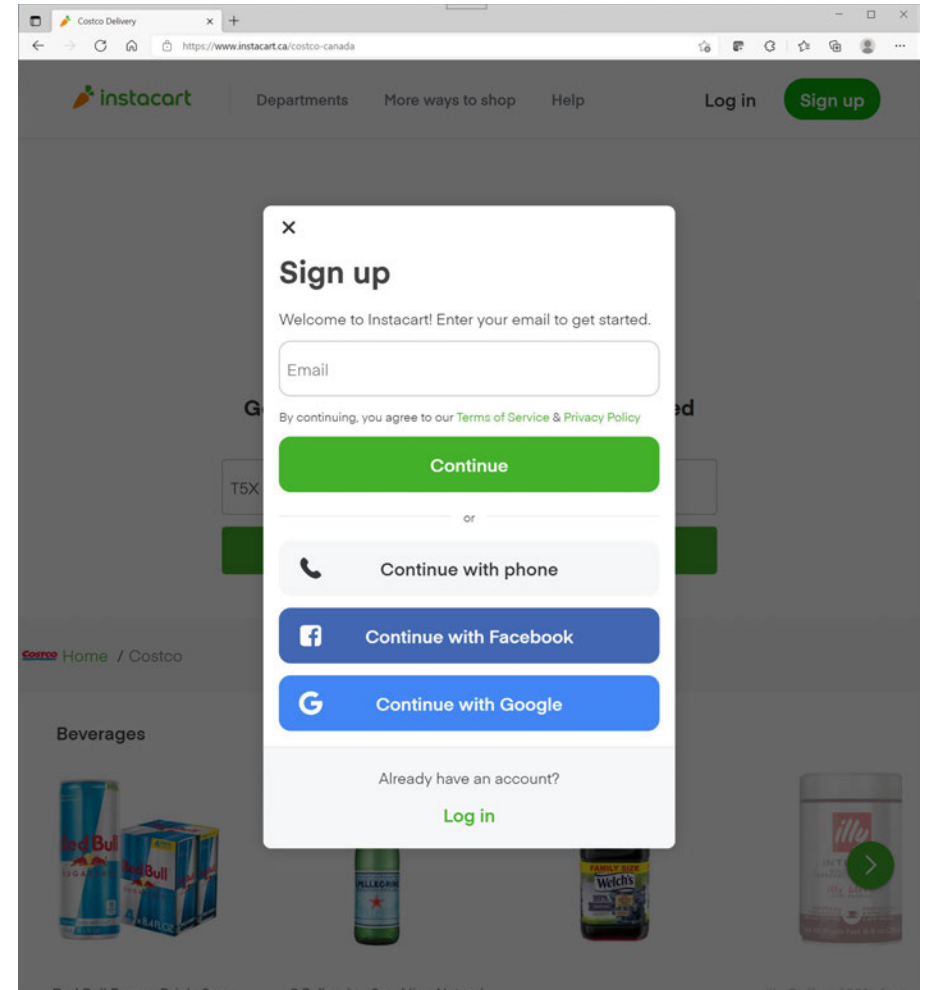 Costco Delivery
https://www.instacart.ca/costco-canada
instacart Departments More ways to shop Help Log in Sign up
Sign up
Welcome to Instacart! Enter your email to get started.
Email
By continuing, you agree to our Terms of Service & Privacy Policy
T5X
Continue
or
Continue with phone
Continue with Facebook
Costco Home / Costco
Continue with Google
Beverages
Already have an account?
Log in
Red Bull
Red Bull
illy
FAMILY SIZE
Welch's